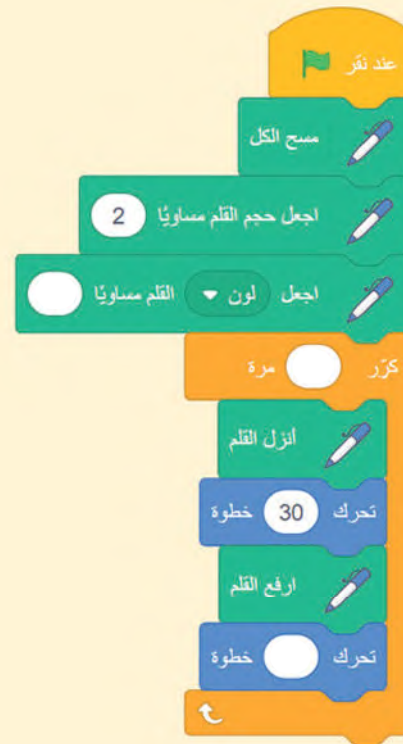 عند نقر
مسح الكل
اجعل حجم القلم مساويًا 2
اجعل لون القلم مساويًا
كرّر مرة
أنزل القلم
تحرك 30 خطوة
ارفع القلم
تحرك خطوة